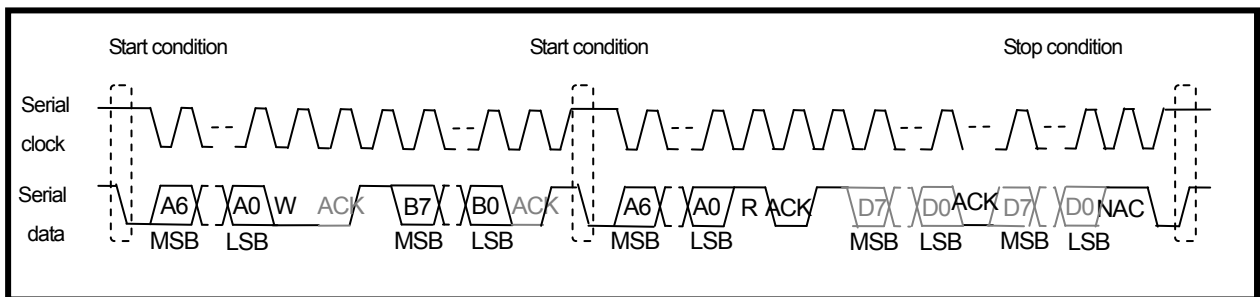 Start condition Start condition Stop condition
Serial
clock
Serial
data
A6 A0 W ACK B7 B0 ACK A6 A0 R ACK D7 D0 ACK D7 D0 NAC
MSB LSB MSB LSB MSB LSB MSB LSB MSB LSB